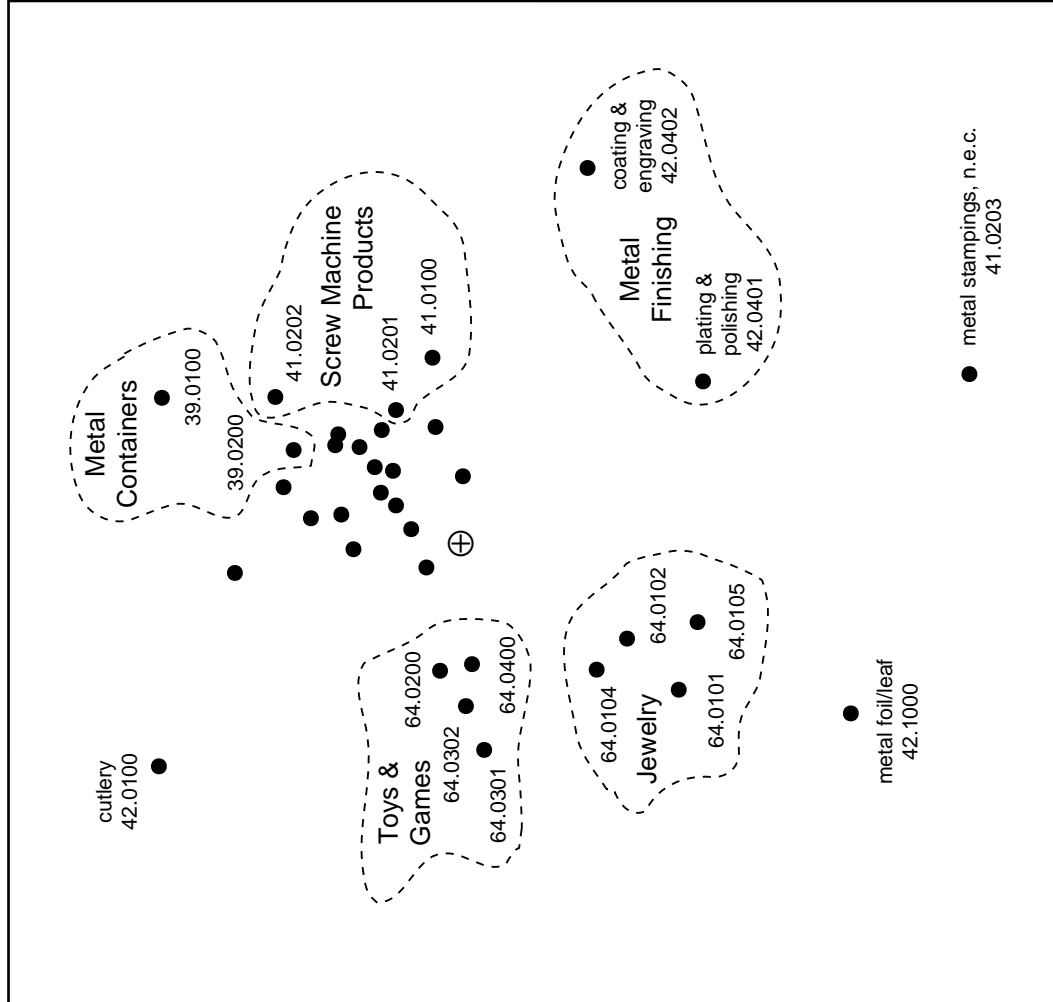 cutlery
42.0100
Metal
Containers
39.0100
39.0200
41.0202
Screw Machine
Products
41.0201
41.0100
Toys &
Games
64.0200
64.0302
64.0400
64.0301
coating &
engraving
42.0402
Metal
Finishing
plating &
polishing
42.0401
64.0104
Jewelry
64.0102
64.0101
64.0105
metal foil/leaf
42.1000
metal stampings, n.e.c.
41.0203